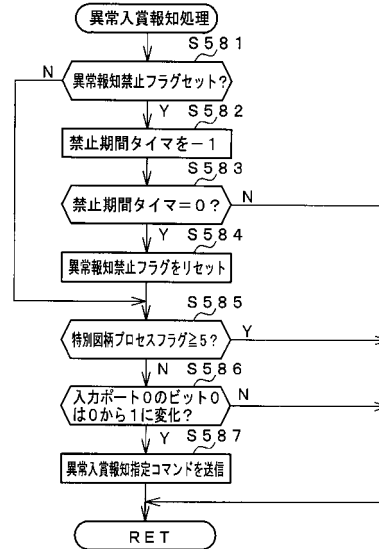 異常入賞報知処理
S581
N
異常報知禁止フラグセット?
Y
S582
禁止期間タイマを－1
S583
禁止期間タイマ＝0?
N
Y
S584
異常報知禁止フラグをリセット
S585
特別図柄プロセスフラグ≧5?
Y
N
S586
入力ポート0のビット0
は0から1に変化?
N
Y
S587
異常入賞報知指定コマンドを送信
RET